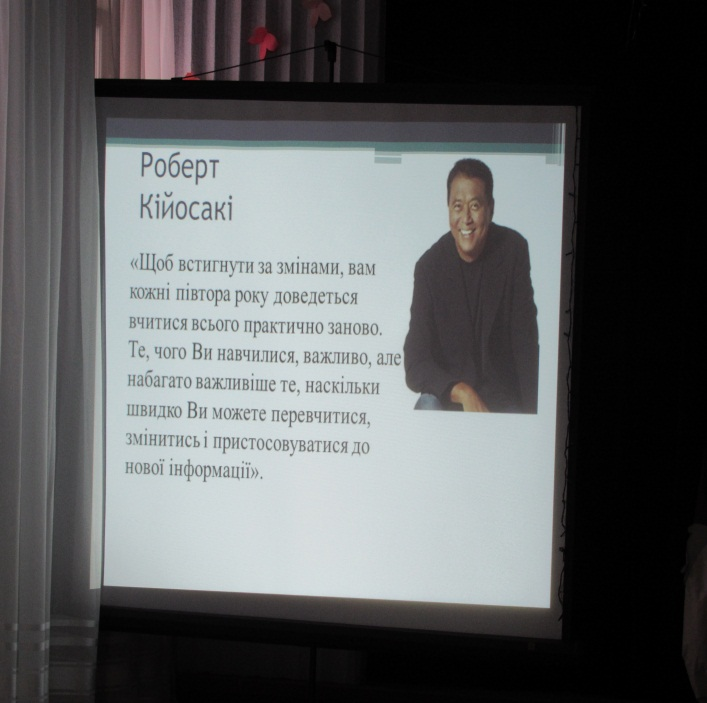 Роберт
Кійосакі
«Щоб встигнути за змінами, вам
кожні півтора року доведеться
вчитися всього практично заново.
Те, чого Ви навчилися, важливо, але
набагато важливіше те, наскільки
швидко Ви можете перевчитися,
змінитись і пристосовуватися до
нової інформації».